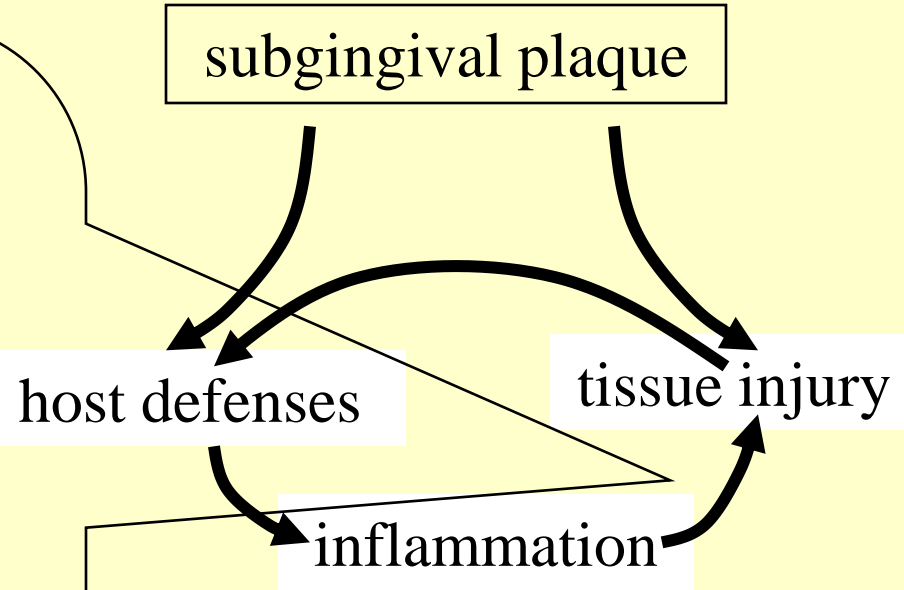 subgingival plaque
host defenses
tissue injury
inflammation